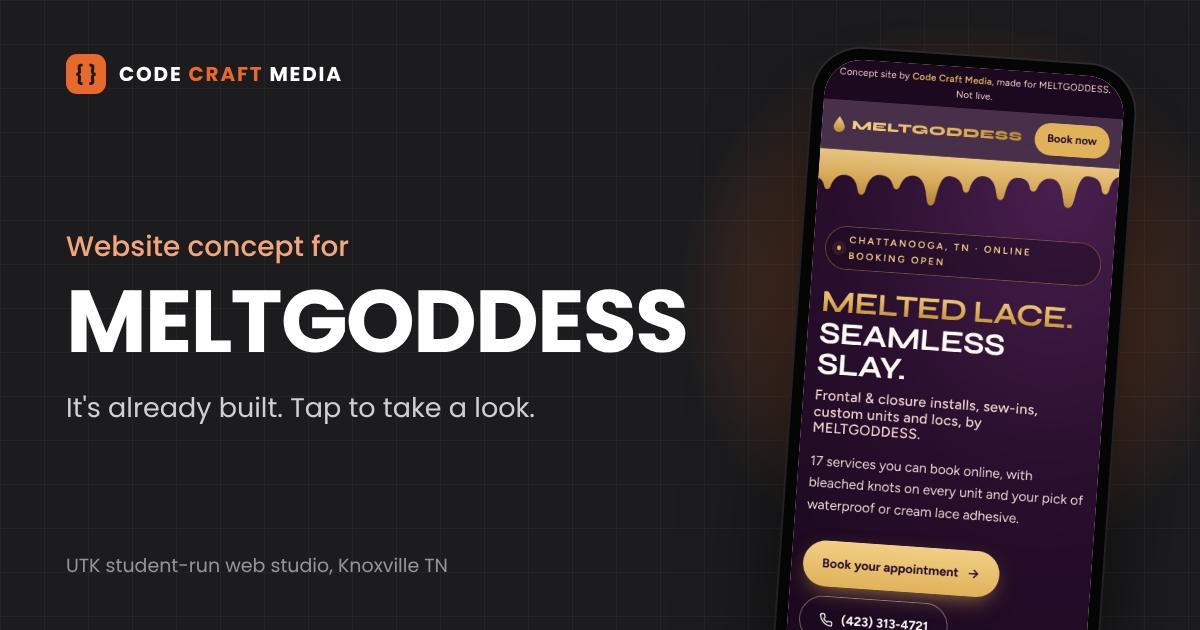 { } CODE CRAFT MEDIA
Website concept for
MELTGODDESS
It's already built. Tap to take a look.
UTK student-run web studio, Knoxville TN
Concept site by Code Craft Media, made for MELTGODDESS.
Not live.
MELTGODDESS
Book now
CHATTANOOGA, TN · ONLINE
BOOKING OPEN
MELTED LACE.
SEAMLESS
SLAY.
Frontal & closure installs, sew-ins,
custom units and locs, by
MELTGODDESS.
17 services you can book online, with
bleached knots on every unit and your pick of
waterproof or cream lace adhesive.
Book your appointment →
(423) 313-4721